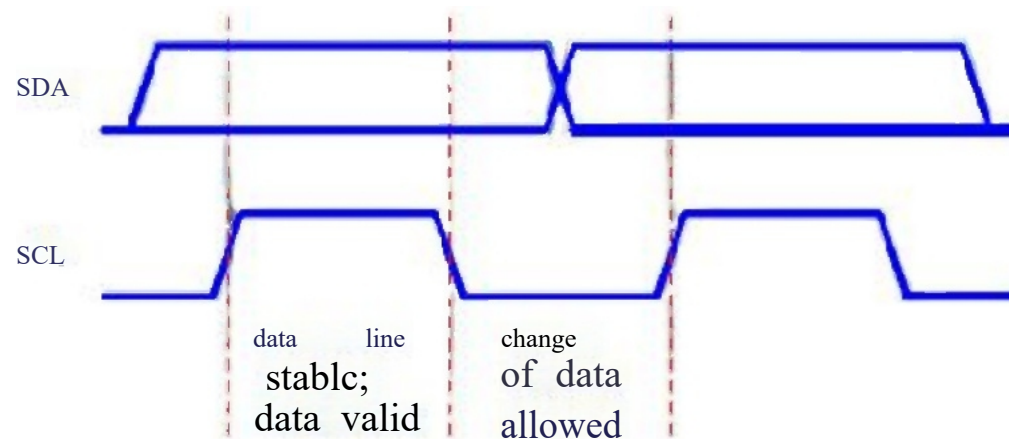 SDA
SCL
data line
stablc;
data valid
change
of data
allowed